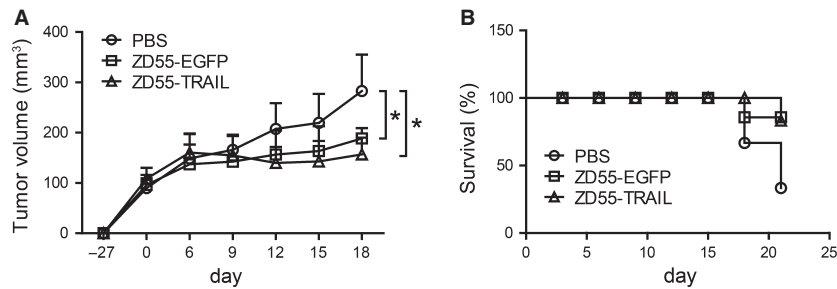 A
Tumor volume (mm³)
400
300
200
100
0
PBS
ZD55-EGFP
ZD55-TRAIL
*
*
–27 0 6 9 12 15 18
day
B
Survival (%)
150
100
50
0
PBS
ZD55-EGFP
ZD55-TRAIL
0 5 10 15 20 25
day